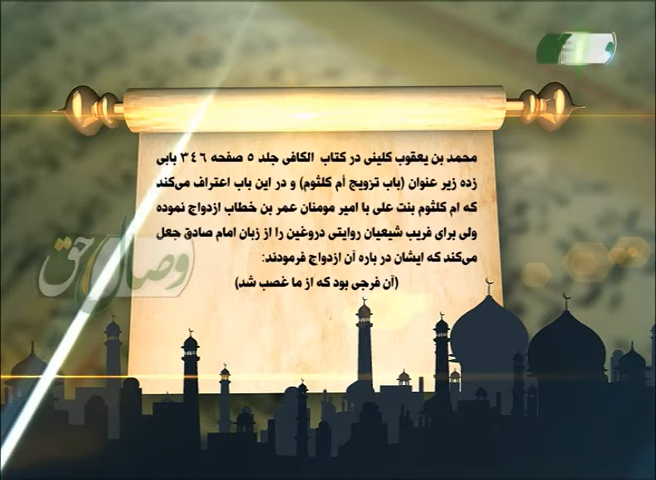 محمد بن یعقوب کلینی در کتاب الکافی جلد ۵ صفحه ٣٤٦ بابی
زده زیر عنوان (باب تزویج أم کلثوم) و در این باب اعتراف می‌کند
که ام کلثوم بنت علی با امیر مومنان عمر بن خطاب ازدواج نموده
ولی برای فریب شیعیان روایتی دروغین را از زبان امام صادق جعل
می‌کند که ایشان در باره آن ازدواج فرمودند:
(آن فرجی بود که از ما غصب شد)
وصال حق